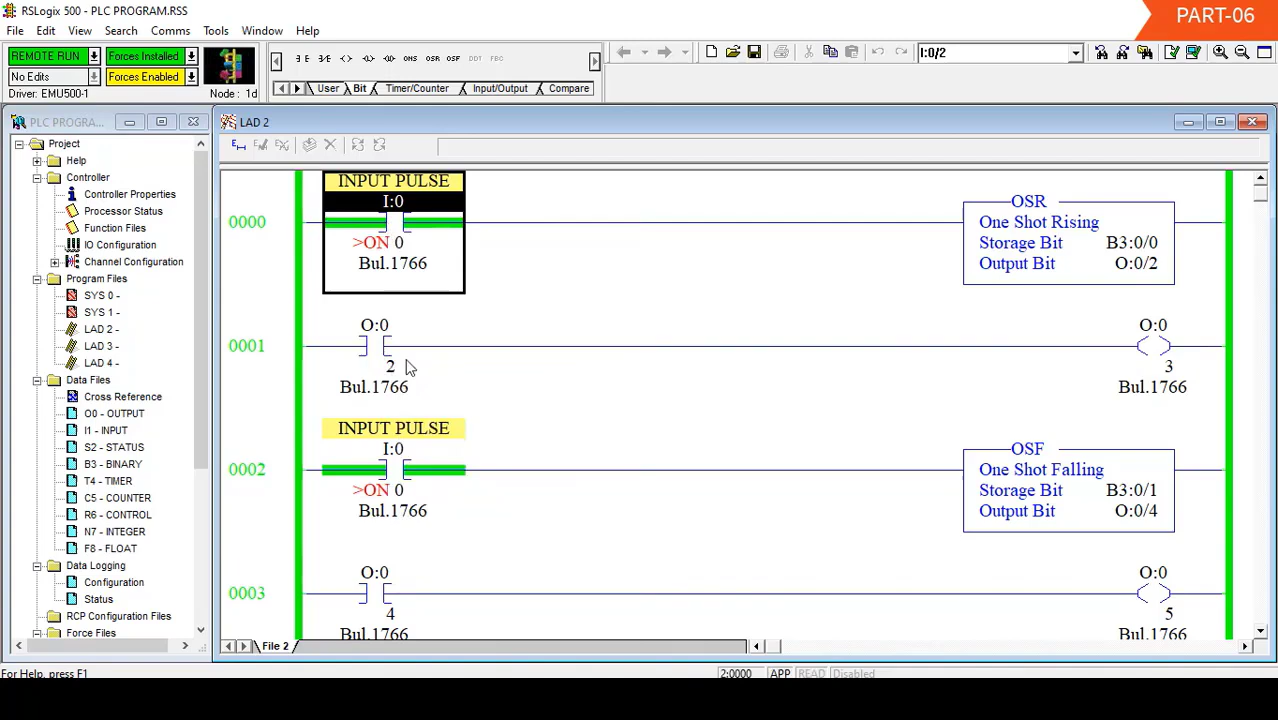 RSLogix 500 - PLC PROGRAM.RSS
PART-06
File Edit View Search Comms Tools Window Help
REMOTE RUN Forces Installed
No Edits Forces Enabled
Driver: EMU500-1 Node : 1d
ONS OSR OSF DDT FBC
User Bit Timer/Counter Input/Output Compare
I:0/2
PLC PROGRA...
LAD 2
Project
Help
Controller
Controller Properties
Processor Status
Function Files
IO Configuration
Channel Configuration
Program Files
SYS 0 -
SYS 1 -
LAD 2 -
LAD 3 -
LAD 4 -
Data Files
Cross Reference
O0 - OUTPUT
I1 - INPUT
S2 - STATUS
B3 - BINARY
T4 - TIMER
C5 - COUNTER
R6 - CONTROL
N7 - INTEGER
F8 - FLOAT
Data Logging
Configuration
Status
RCP Configuration Files
Force Files
0000
INPUT PULSE
I:0
>ON 0
Bul.1766
OSR
One Shot Rising
Storage Bit B3:0/0
Output Bit O:0/2
0001
O:0
2
Bul.1766
O:0
3
Bul.1766
0002
INPUT PULSE
I:0
>ON 0
Bul.1766
OSF
One Shot Falling
Storage Bit B3:0/1
Output Bit O:0/4
0003
O:0
4
Bul.1766
O:0
5
Bul.1766
File 2
For Help, press F1
2:0000 APP READ Disabled